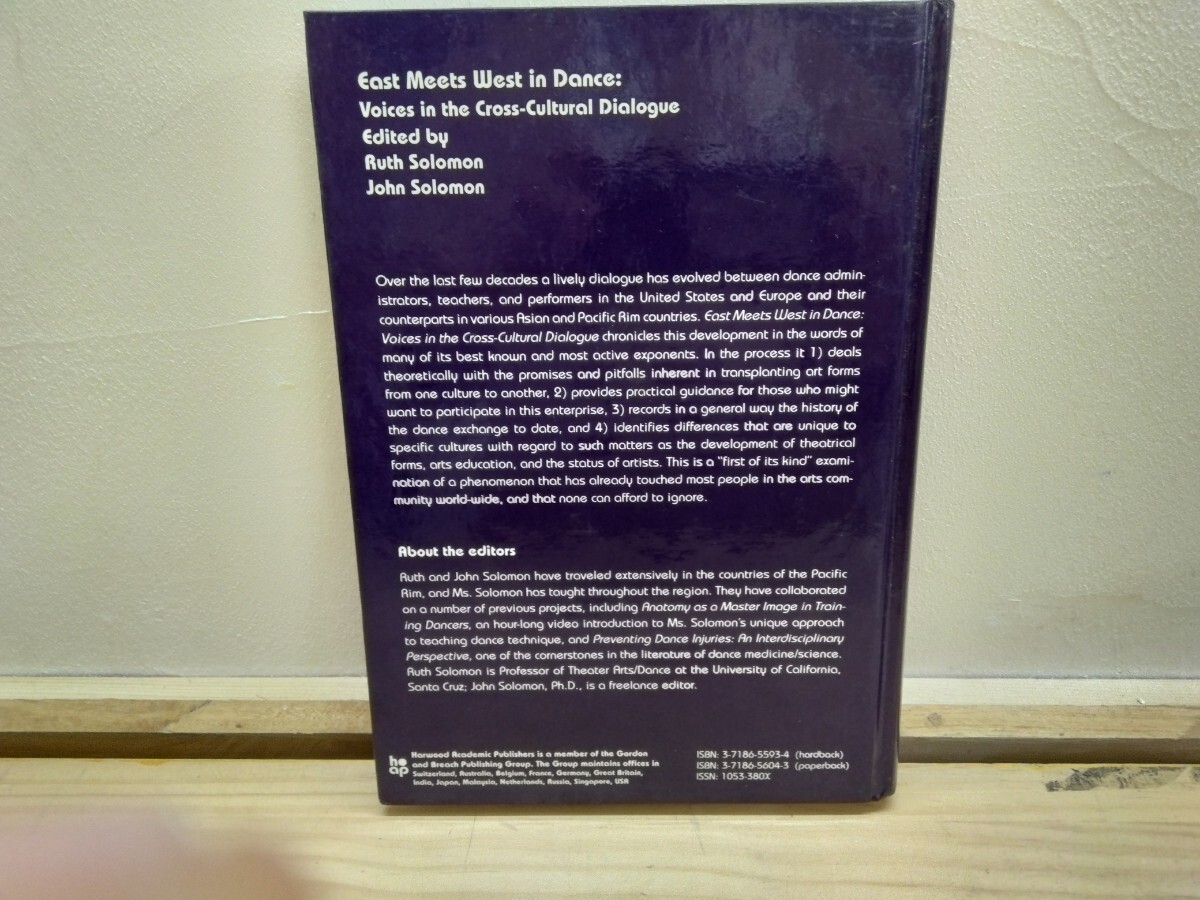 East Meets West in Dance:
Voices in the Cross-Cultural Dialogue
Edited by
Ruth Solomon
John Solomon
Over the last few decades a lively dialogue has evolved between dance admin-
istrators, teachers, and performers in the United States and Europe and their
counterparts in various Asian and Pacific Rim countries. East Meets West in Dance:
Voices in the Cross-Cultural Dialogue chronicles this development in the words of
many of its best known and most active exponents. In the process it 1) deals
theoretically with the promises and pitfalls inherent in transplanting art forms
from one culture to another, 2) provides practical guidance for those who might
want to participate in this enterprise, 3) records in a general way the history of
the dance exchange to date, and 4) identifies differences that are unique to
specific cultures with regard to such matters as the development of theatrical
forms, arts education, and the status of artists. This is a "first of its kind" exami-
nation of a phenomenon that has already touched most people in the arts com-
munity world-wide, and that none can afford to ignore.
About the editors
Ruth and John Solomon have traveled extensively in the countries of the Pacific
Rim, and Ms. Solomon has taught throughout the region. They have collaborated
on a number of previous projects, including Anatomy as a Master Image in Train-
ing Dancers, an hour-long video introduction to Ms. Solomon's unique approach
to teaching dance technique, and Preventing Dance Injuries: An Interdisciplinary
Perspective, one of the cornerstones in the literature of dance medicine/science.
Ruth Solomon is Professor of Theater Arts/Dance at the University of California,
Santa Cruz; John Solomon, Ph.D., is a freelance editor.
h
ap
Harwood Academic Publishers is a member of the Gordon
and Breach Publishing Group. The Group maintains offices in
Switzerland, Australia, Belgium, France, Germany, Great Britain,
India, Japan, Malaysia, Netherlands, Russia, Singapore, USA
ISBN: 3-7186-5593-4 (hardback)
ISBN: 3-7186-5604-3 (paperback)
ISSN: 1053-380X